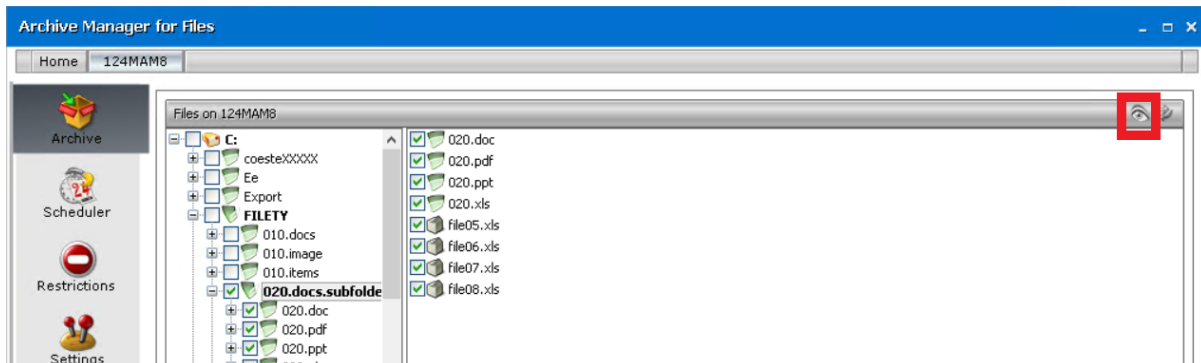 Archive Manager for Files
Home 124MAM8
Archive
Scheduler
24
Restrictions
Settings
Files on 124MAM8
C:
coesteXXXXX
Ee
Export
FILETY
010.docs
010.image
010.items
020.docs.subfolde
020.doc
020.pdf
020.ppt
020.doc
020.pdf
020.ppt
020.xls
file05.xls
file06.xls
file07.xls
file08.xls